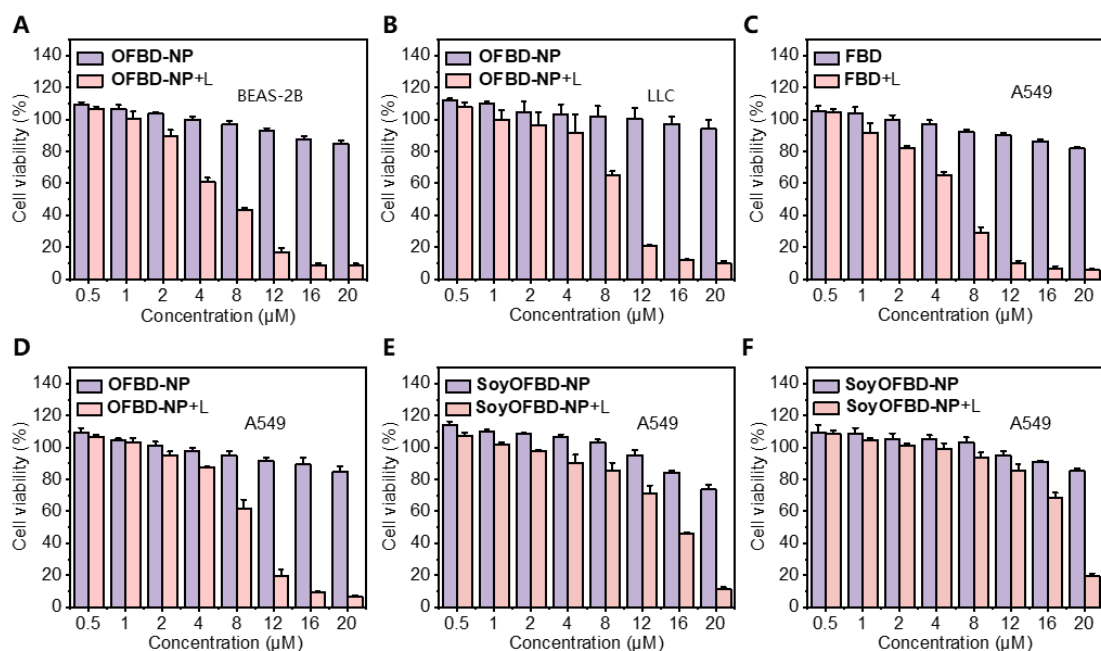 A
OFBD-NP
OFBD-NP+L
BEAS-2B
Cell viability (%)
140
120
100
80
60
40
20
0
0.5 1 2 4 8 12 16 20
Concentration (µM)
B
OFBD-NP
OFBD-NP+L
LLC
Cell viability (%)
140
120
100
80
60
40
20
0
0.5 1 2 4 8 12 16 20
Concentration (µM)
C
FBD
FBD+L
A549
Cell viability (%)
140
120
100
80
60
40
20
0
0.5 1 2 4 8 12 16 20
Concentration (µM)
D
OFBD-NP
OFBD-NP+L
A549
Cell viability (%)
140
120
100
80
60
40
20
0
0.5 1 2 4 8 12 16 20
Concentration (µM)
E
SoyOFBD-NP
SoyOFBD-NP+L
A549
Cell viability (%)
140
120
100
80
60
40
20
0
0.5 1 2 4 8 12 16 20
Concentration (µM)
F
SoyOFBD-NP
SoyOFBD-NP+L
A549
Cell viability (%)
140
120
100
80
60
40
20
0
0.5 1 2 4 8 12 16 20
Concentration (µM)